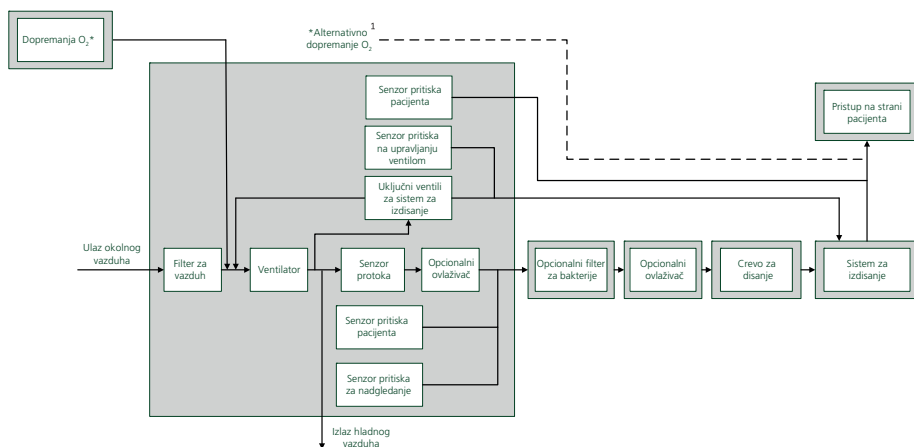 Dopremanja O₂*
*Alternativno ¹
dopremanje O₂
Senzor pritiska
pacijenta
Pristup na strani
pacijenta
Senzor pritiska
na upravljanju
ventilom
Uključni ventili
za sistem za
izdisanje
Ulaz okolnog
vazduha
Filter za
vazduh
Ventilator
Senzor
protoka
Opcionalni
ovlaživač
Opcionalni filter
za bakterije
Opcionalni
ovlaživač
Crevo za
disanje
Sistem za
izdisanje
Senzor pritiska
pacijenta
Senzor pritiska
za nadgledanje
Izlaz hladnog
vazduha